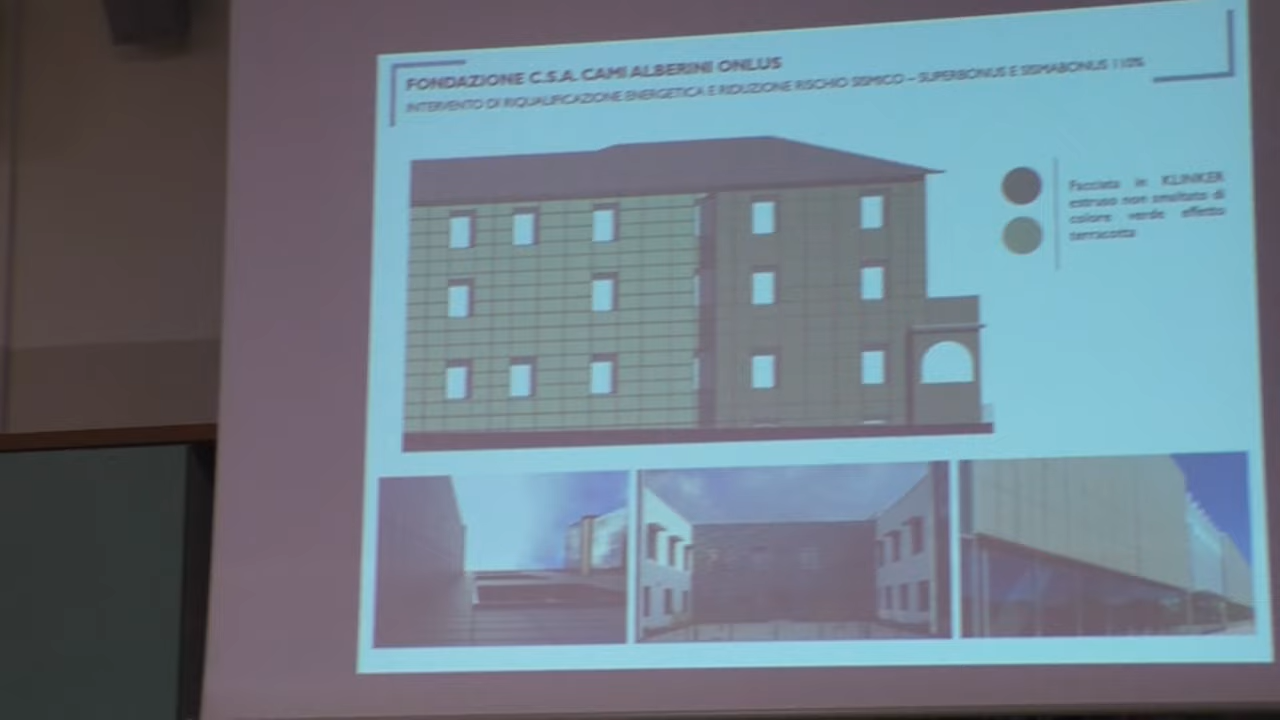 FONDAZIONE C.S.A. CAMI ALBERINI ONLUS
INTERVENTO DI RIQUALIFICAZIONE ENERGETICA E RIDUZIONE RISCHIO SISMICO – SUPERBONUS E SISMABONUS 110%
Facciata in KLINKER
estruso non smaltato di
colore verde effetto
terracotta